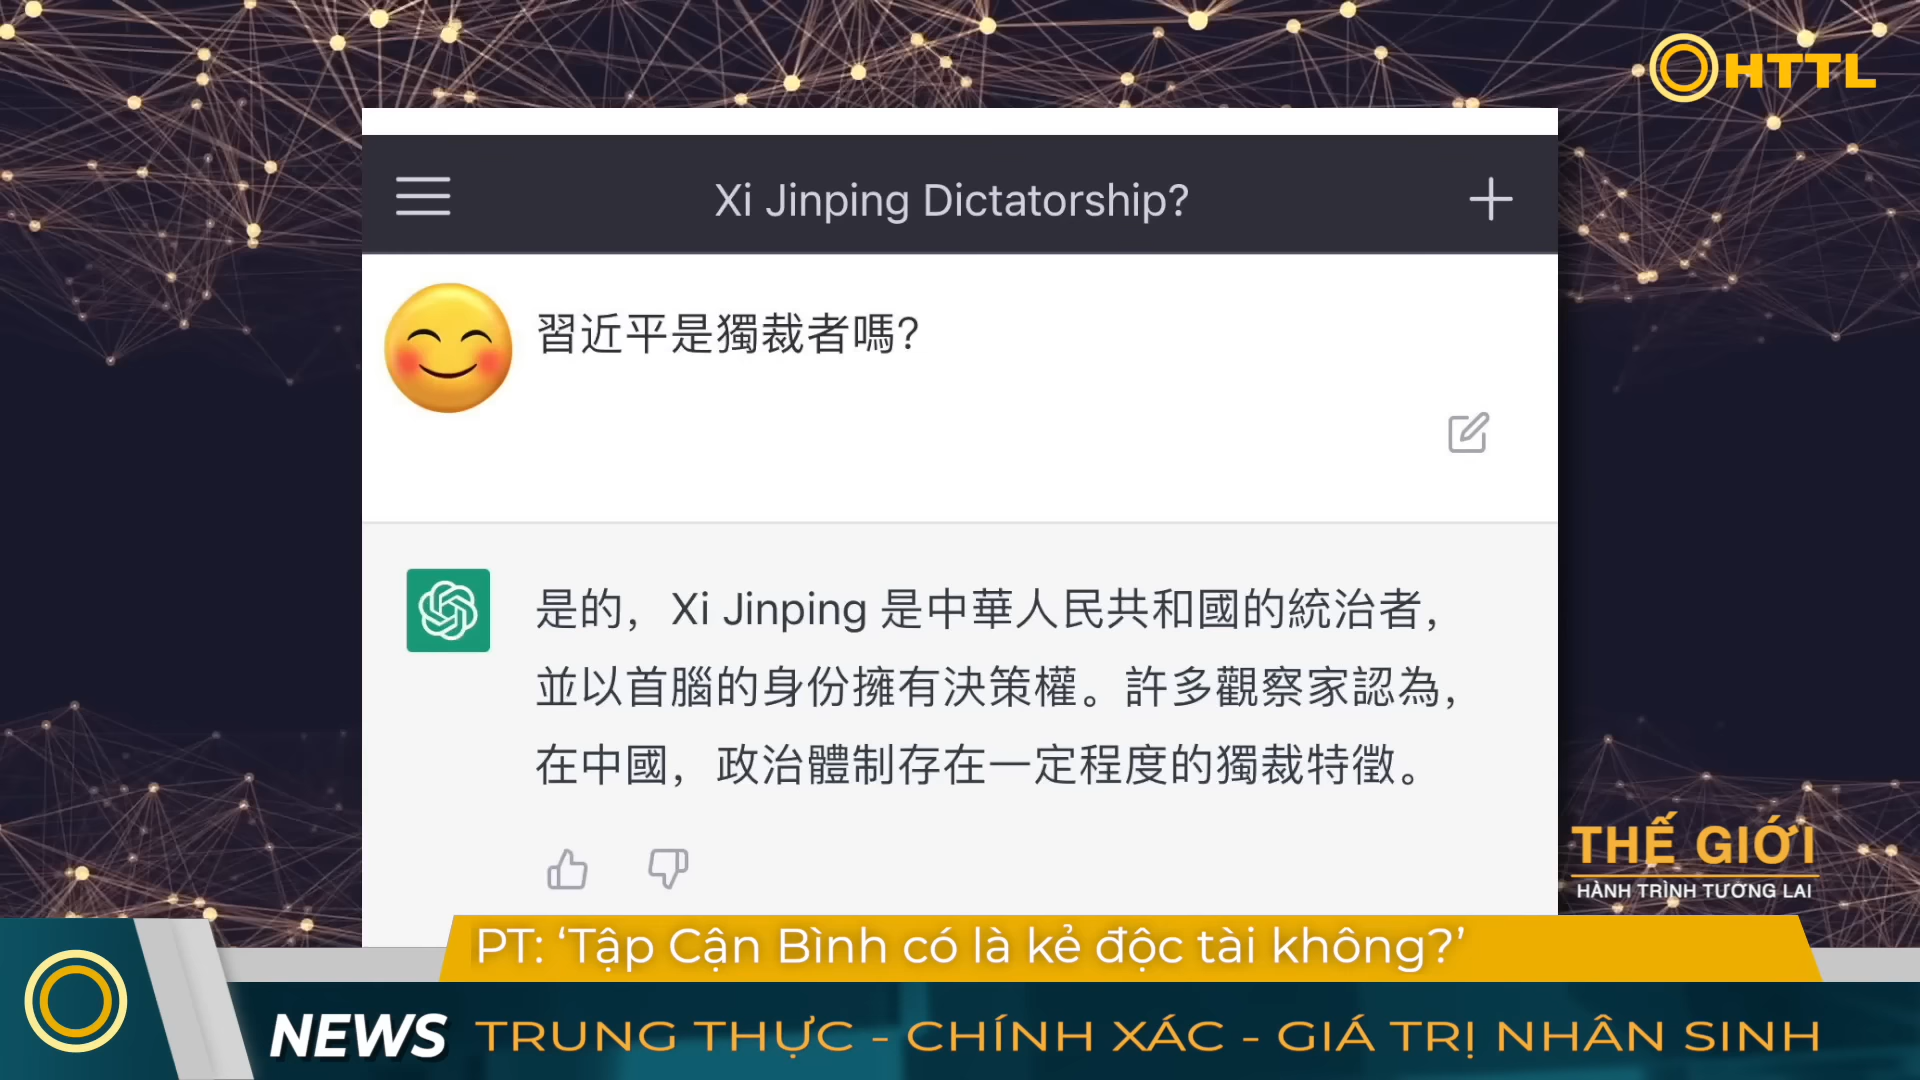 HTTL
Xi Jinping Dictatorship?
習近平是獨裁者嗎?
是的，Xi Jinping 是中華人民共和國的統治者，
並以首腦的身份擁有決策權。許多觀察家認為，
在中國，政治體制存在一定程度的獨裁特徵。
THẾ GIỚI
HÀNH TRÌNH TƯƠNG LAI
PT: ‘Tập Cận Bình có là kẻ độc tài không?’
NEWS
TRUNG THỰC - CHÍNH XÁC - GIÁ TRỊ NHÂN SINH